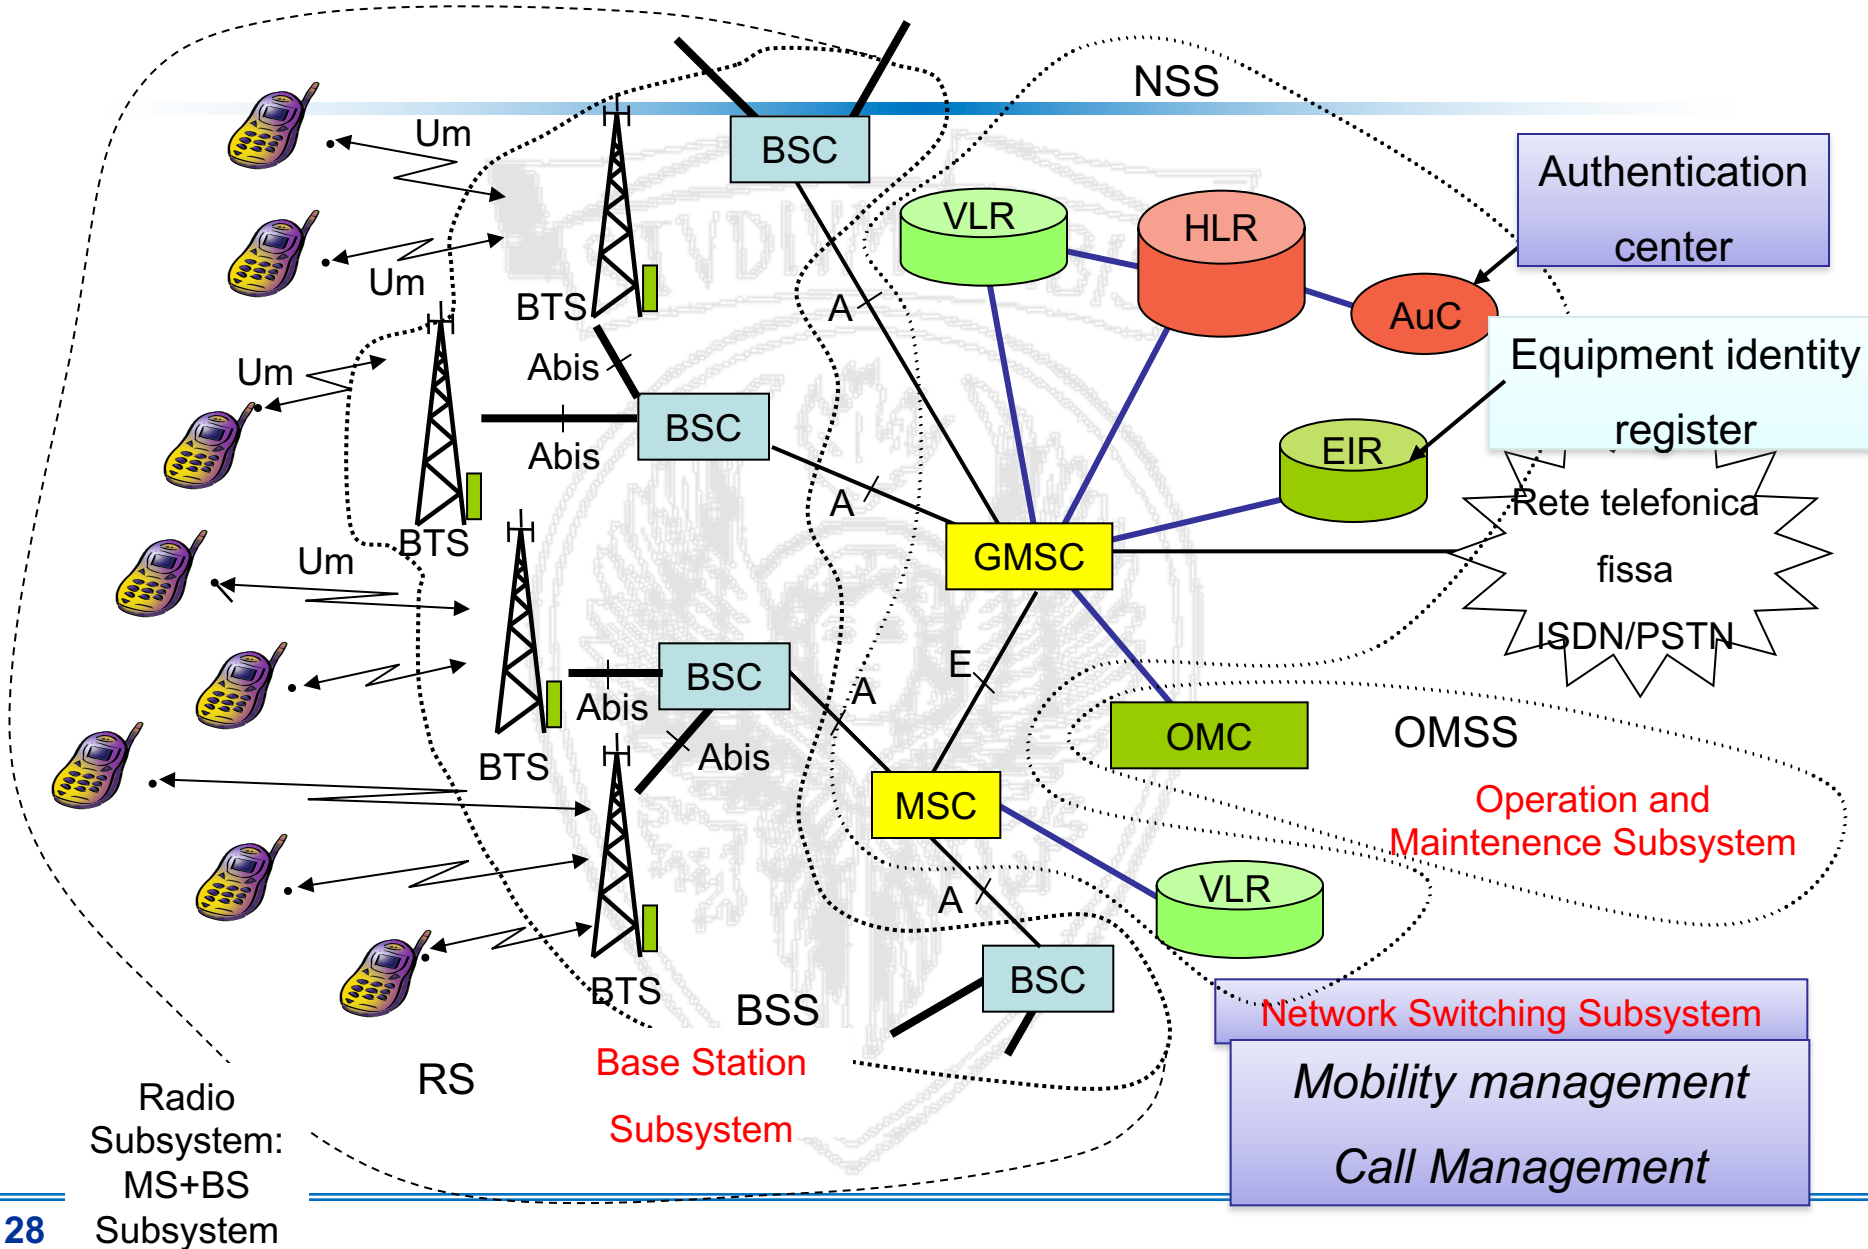 NSS
Um
BSC
Authentication
center
VLR
HLR
Um
BTS
A
AuC
Equipment identity
register
Um
Abis
BSC
Abis
EIR
A
Rete telefonica
fissa
ISDN/PSTN
BTS
Um
GMSC
E
BSC
A
Abis
OMC
OMSS
BTS
Abis
MSC
Operation and
Maintenence Subsystem
VLR
A
BSC
BTS
BSS
Network Switching Subsystem
Base Station
Subsystem
RS
Mobility management
Call Management
Radio
Subsystem:
MS+BS
Subsystem
28